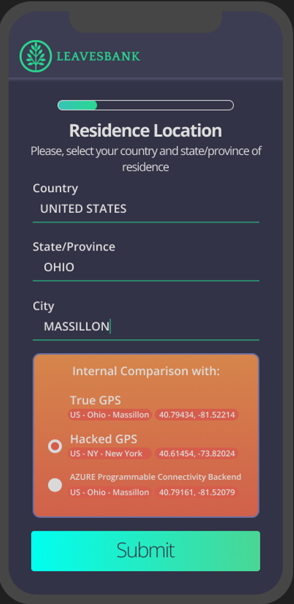 LEAVESBANK
Residence Location
Please, select your country and state/province of
residence
Country
UNITED STATES
State/Province
OHIO
City
MASSILLON
Internal Comparison with:
True GPS
US - Ohio - Massillon 40.79434, -81.52214
Hacked GPS
US - NY - New York 40.61454, -73.82024
AZURE Programmable Connectivity Backend
US - Ohio - Massillon 40.79161, -81.52079
Submit